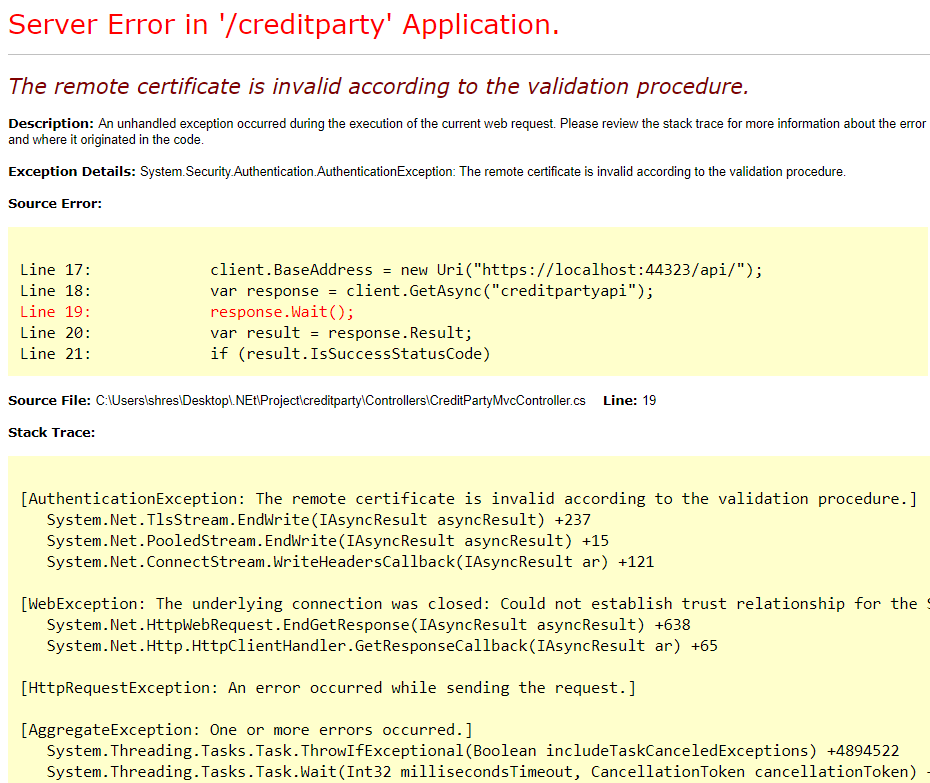 Server Error in '/creditparty' Application.
The remote certificate is invalid according to the validation procedure.
Description: An unhandled exception occurred during the execution of the current web request. Please review the stack trace for more information about the error
and where it originated in the code.
Exception Details: System.Security.Authentication.AuthenticationException: The remote certificate is invalid according to the validation procedure.
Source Error:
Line 17: client.BaseAddress = new Uri("https://localhost:44323/api/");
Line 18: var response = client.GetAsync("creditpartyapi");
Line 19: response.Wait();
Line 20: var result = response.Result;
Line 21: if (result.IsSuccessStatusCode)
Source File: C:\Users\shres\Desktop\.NEt\Project\creditparty\Controllers\CreditPartyMvcController.cs Line: 19
Stack Trace:
[AuthenticationException: The remote certificate is invalid according to the validation procedure.]
System.Net.TlsStream.EndWrite(IAsyncResult asyncResult) +237
System.Net.PooledStream.EndWrite(IAsyncResult asyncResult) +15
System.Net.ConnectStream.WriteHeadersCallback(IAsyncResult ar) +121
[WebException: The underlying connection was closed: Could not establish trust relationship for the
System.Net.HttpWebRequest.EndGetResponse(IAsyncResult asyncResult) +638
System.Net.Http.HttpClientHandler.GetResponseCallback(IAsyncResult ar) +65
[HttpRequestException: An error occurred while sending the request.]
[AggregateException: One or more errors occurred.]
System.Threading.Tasks.Task.ThrowIfExceptional(Boolean includeTaskCanceledExceptions) +4894522
System.Threading.Tasks.Task.Wait(Int32 millisecondsTimeout, CancellationToken cancellationToken)